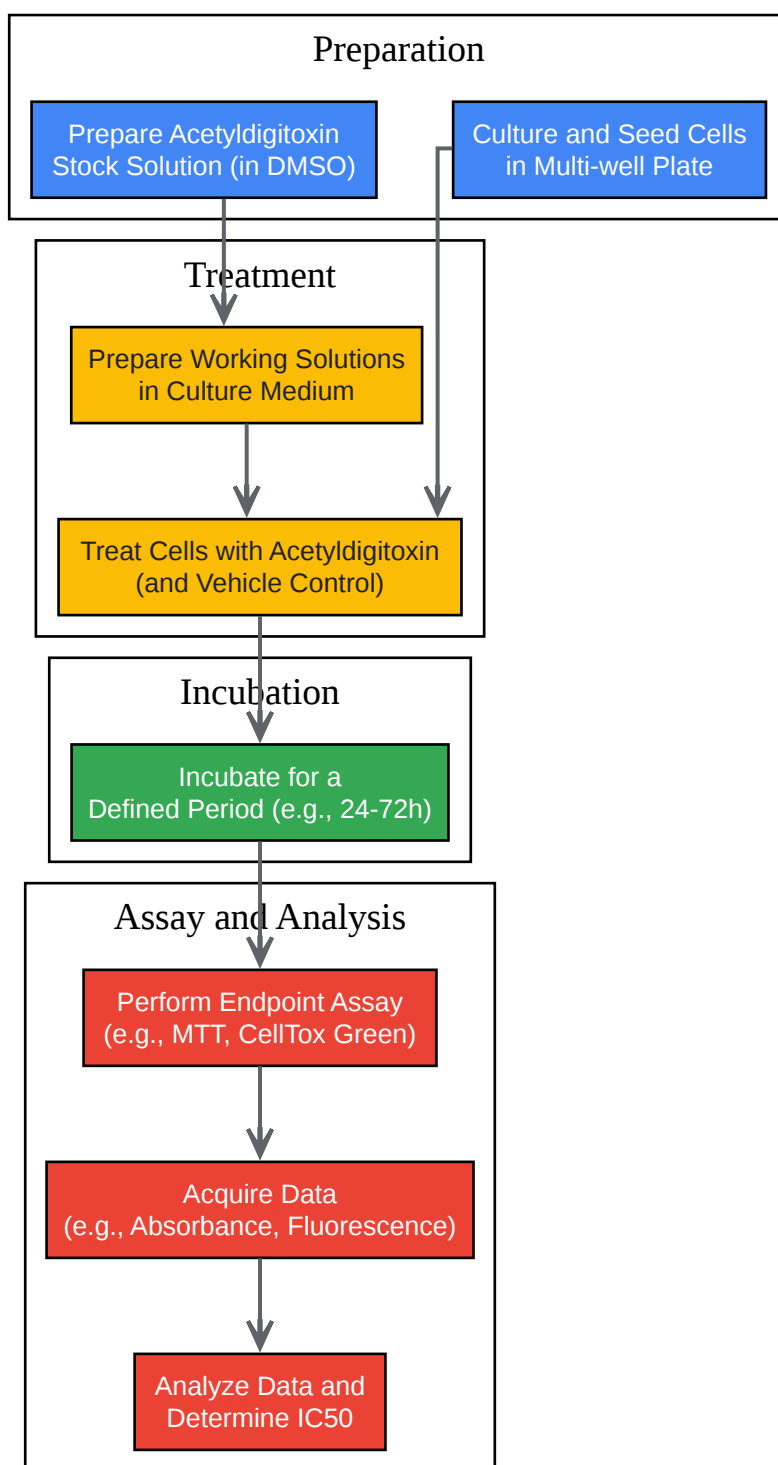 Preparation
Prepare Acetyldigitoxin
Stock Solution (in DMSO)
Culture and Seed Cells
in Multi-well Plate
Treatment
Prepare Working Solutions
in Culture Medium
Treat Cells with Acetyldigitoxin
(and Vehicle Control)
Incubation
Incubate for a
Defined Period (e.g., 24-72h)
Assay and Analysis
Perform Endpoint Assay
(e.g., MTT, CellTox Green)
Acquire Data
(e.g., Absorbance, Fluorescence)
Analyze Data and
Determine IC50